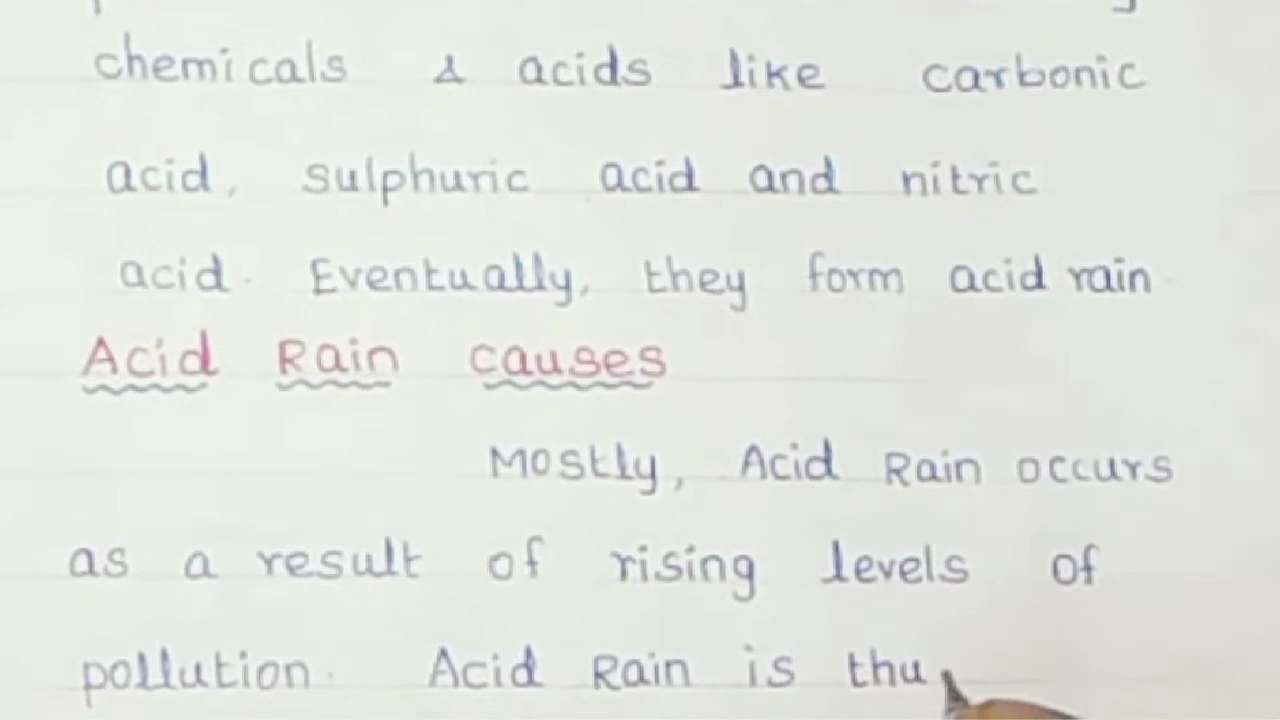 chemicals & acids like carbonic
acid, sulphuric acid and nitric
acid. Eventually, they form acid rain.
Acid Rain causes
Mostly, Acid Rain occurs
as a result of rising levels of
pollution. Acid Rain is thu